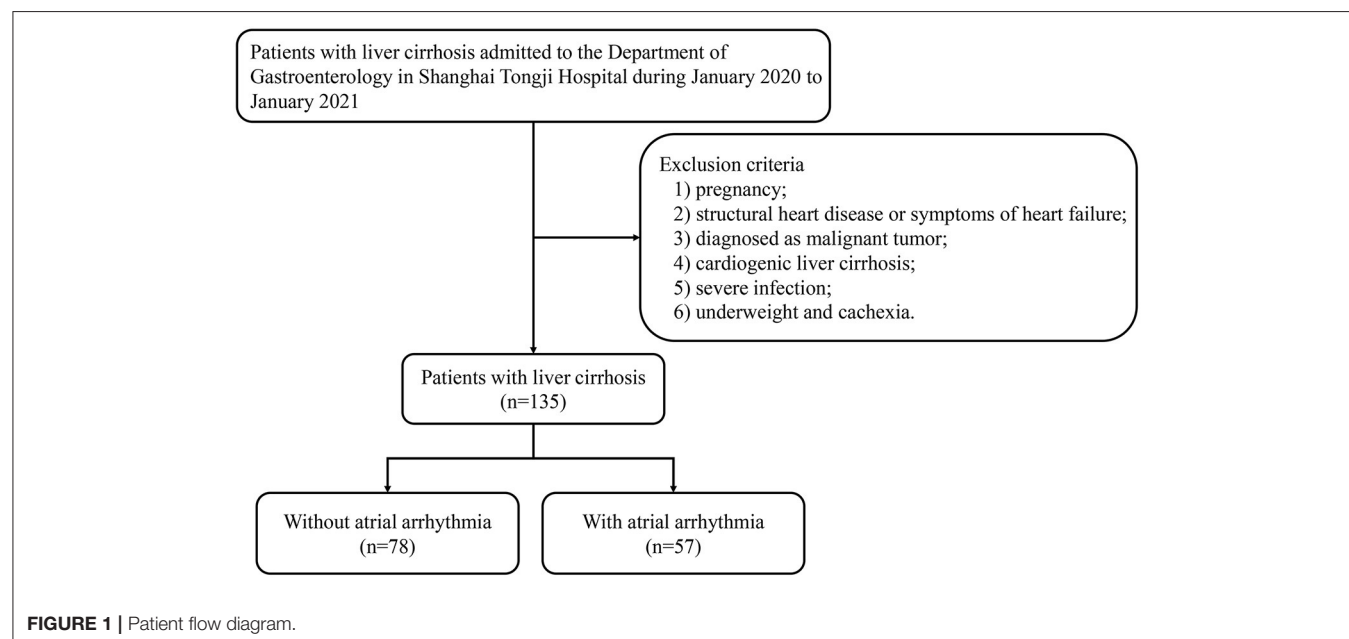 Patients with liver cirrhosis admitted to the Department of
Gastroenterology in Shanghai Tongji Hospital during January 2020 to
January 2021
Exclusion criteria
1) pregnancy;
2) structural heart disease or symptoms of heart failure;
3) diagnosed as malignant tumor;
4) cardiogenic liver cirrhosis;
5) severe infection;
6) underweight and cachexia.
Patients with liver cirrhosis
(n=135)
Without atrial arrhythmia
(n=78)
With atrial arrhythmia
(n=57)
FIGURE 1 | Patient flow diagram.